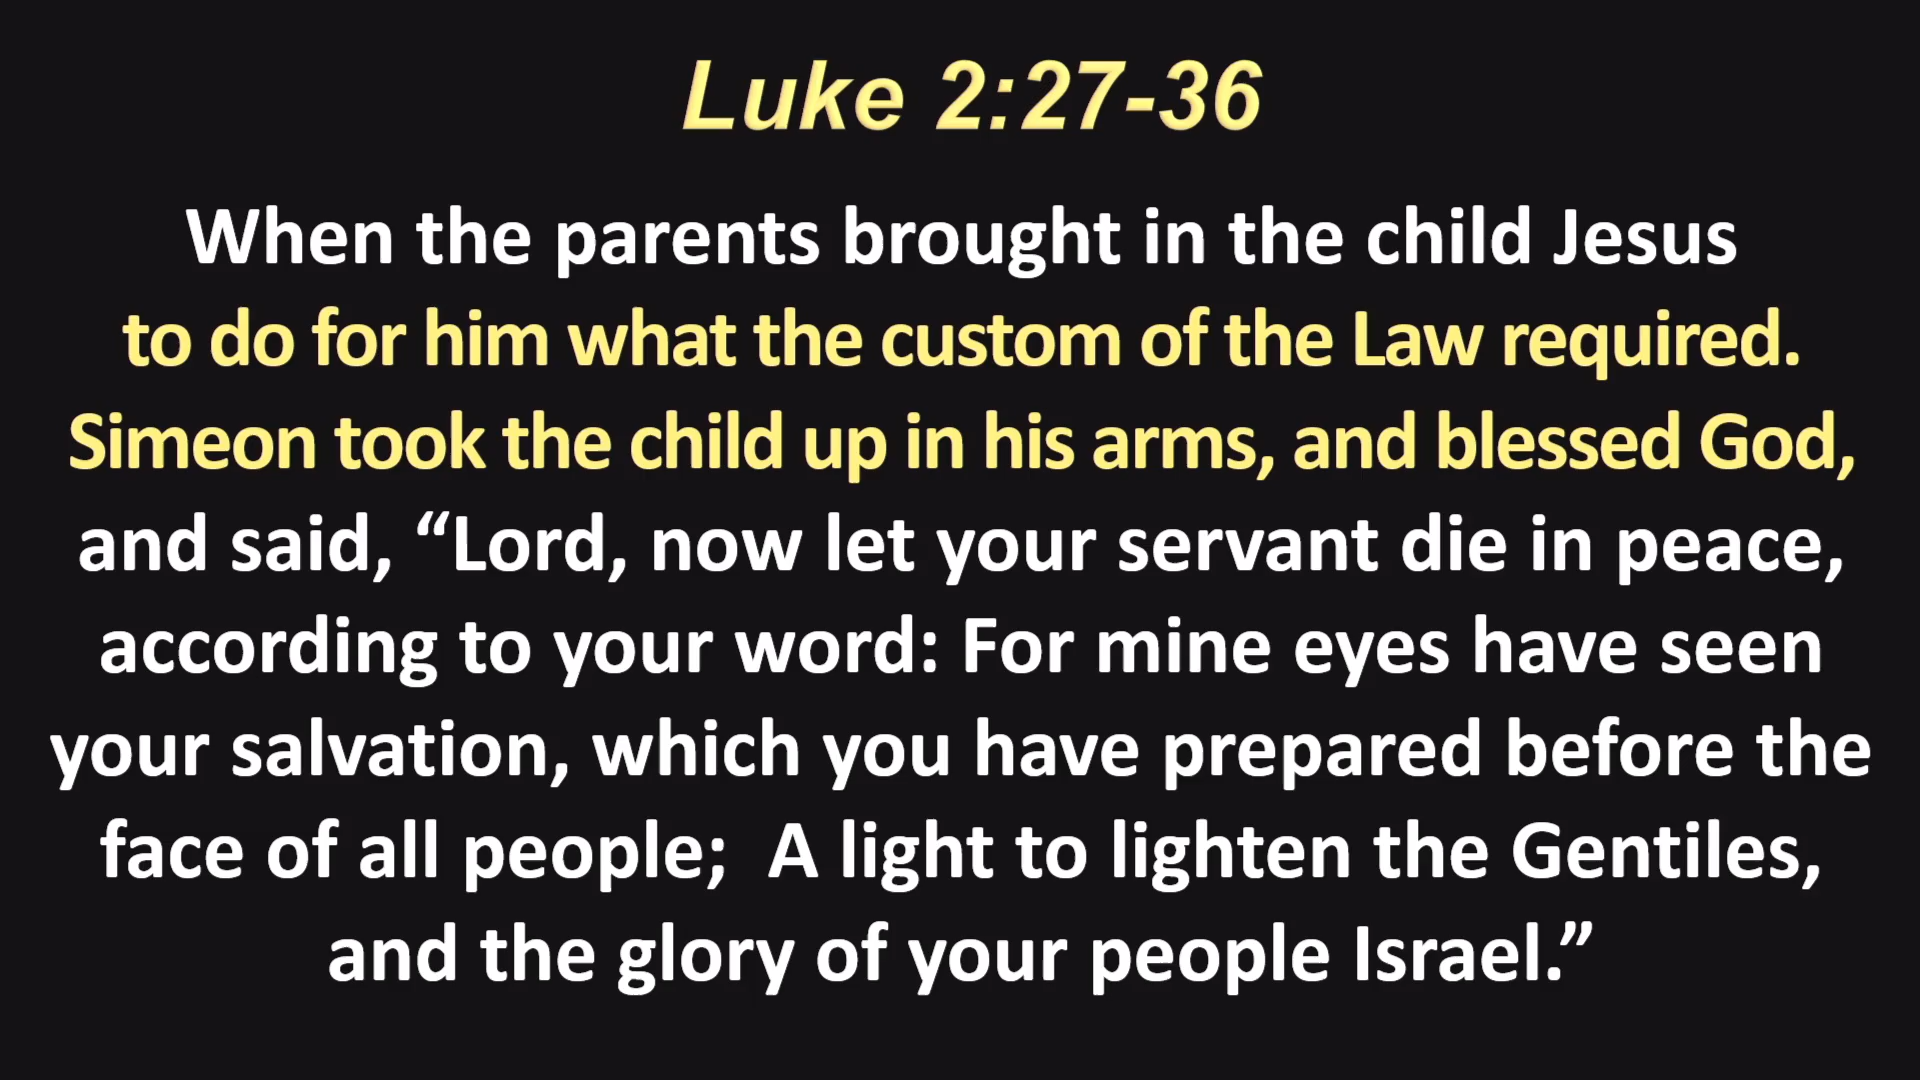 Luke 2:27-36
When the parents brought in the child Jesus
to do for him what the custom of the Law required.
Simeon took the child up in his arms, and blessed God,
and said, “Lord, now let your servant die in peace,
according to your word: For mine eyes have seen
your salvation, which you have prepared before the
face of all people;  A light to lighten the Gentiles,
and the glory of your people Israel.”